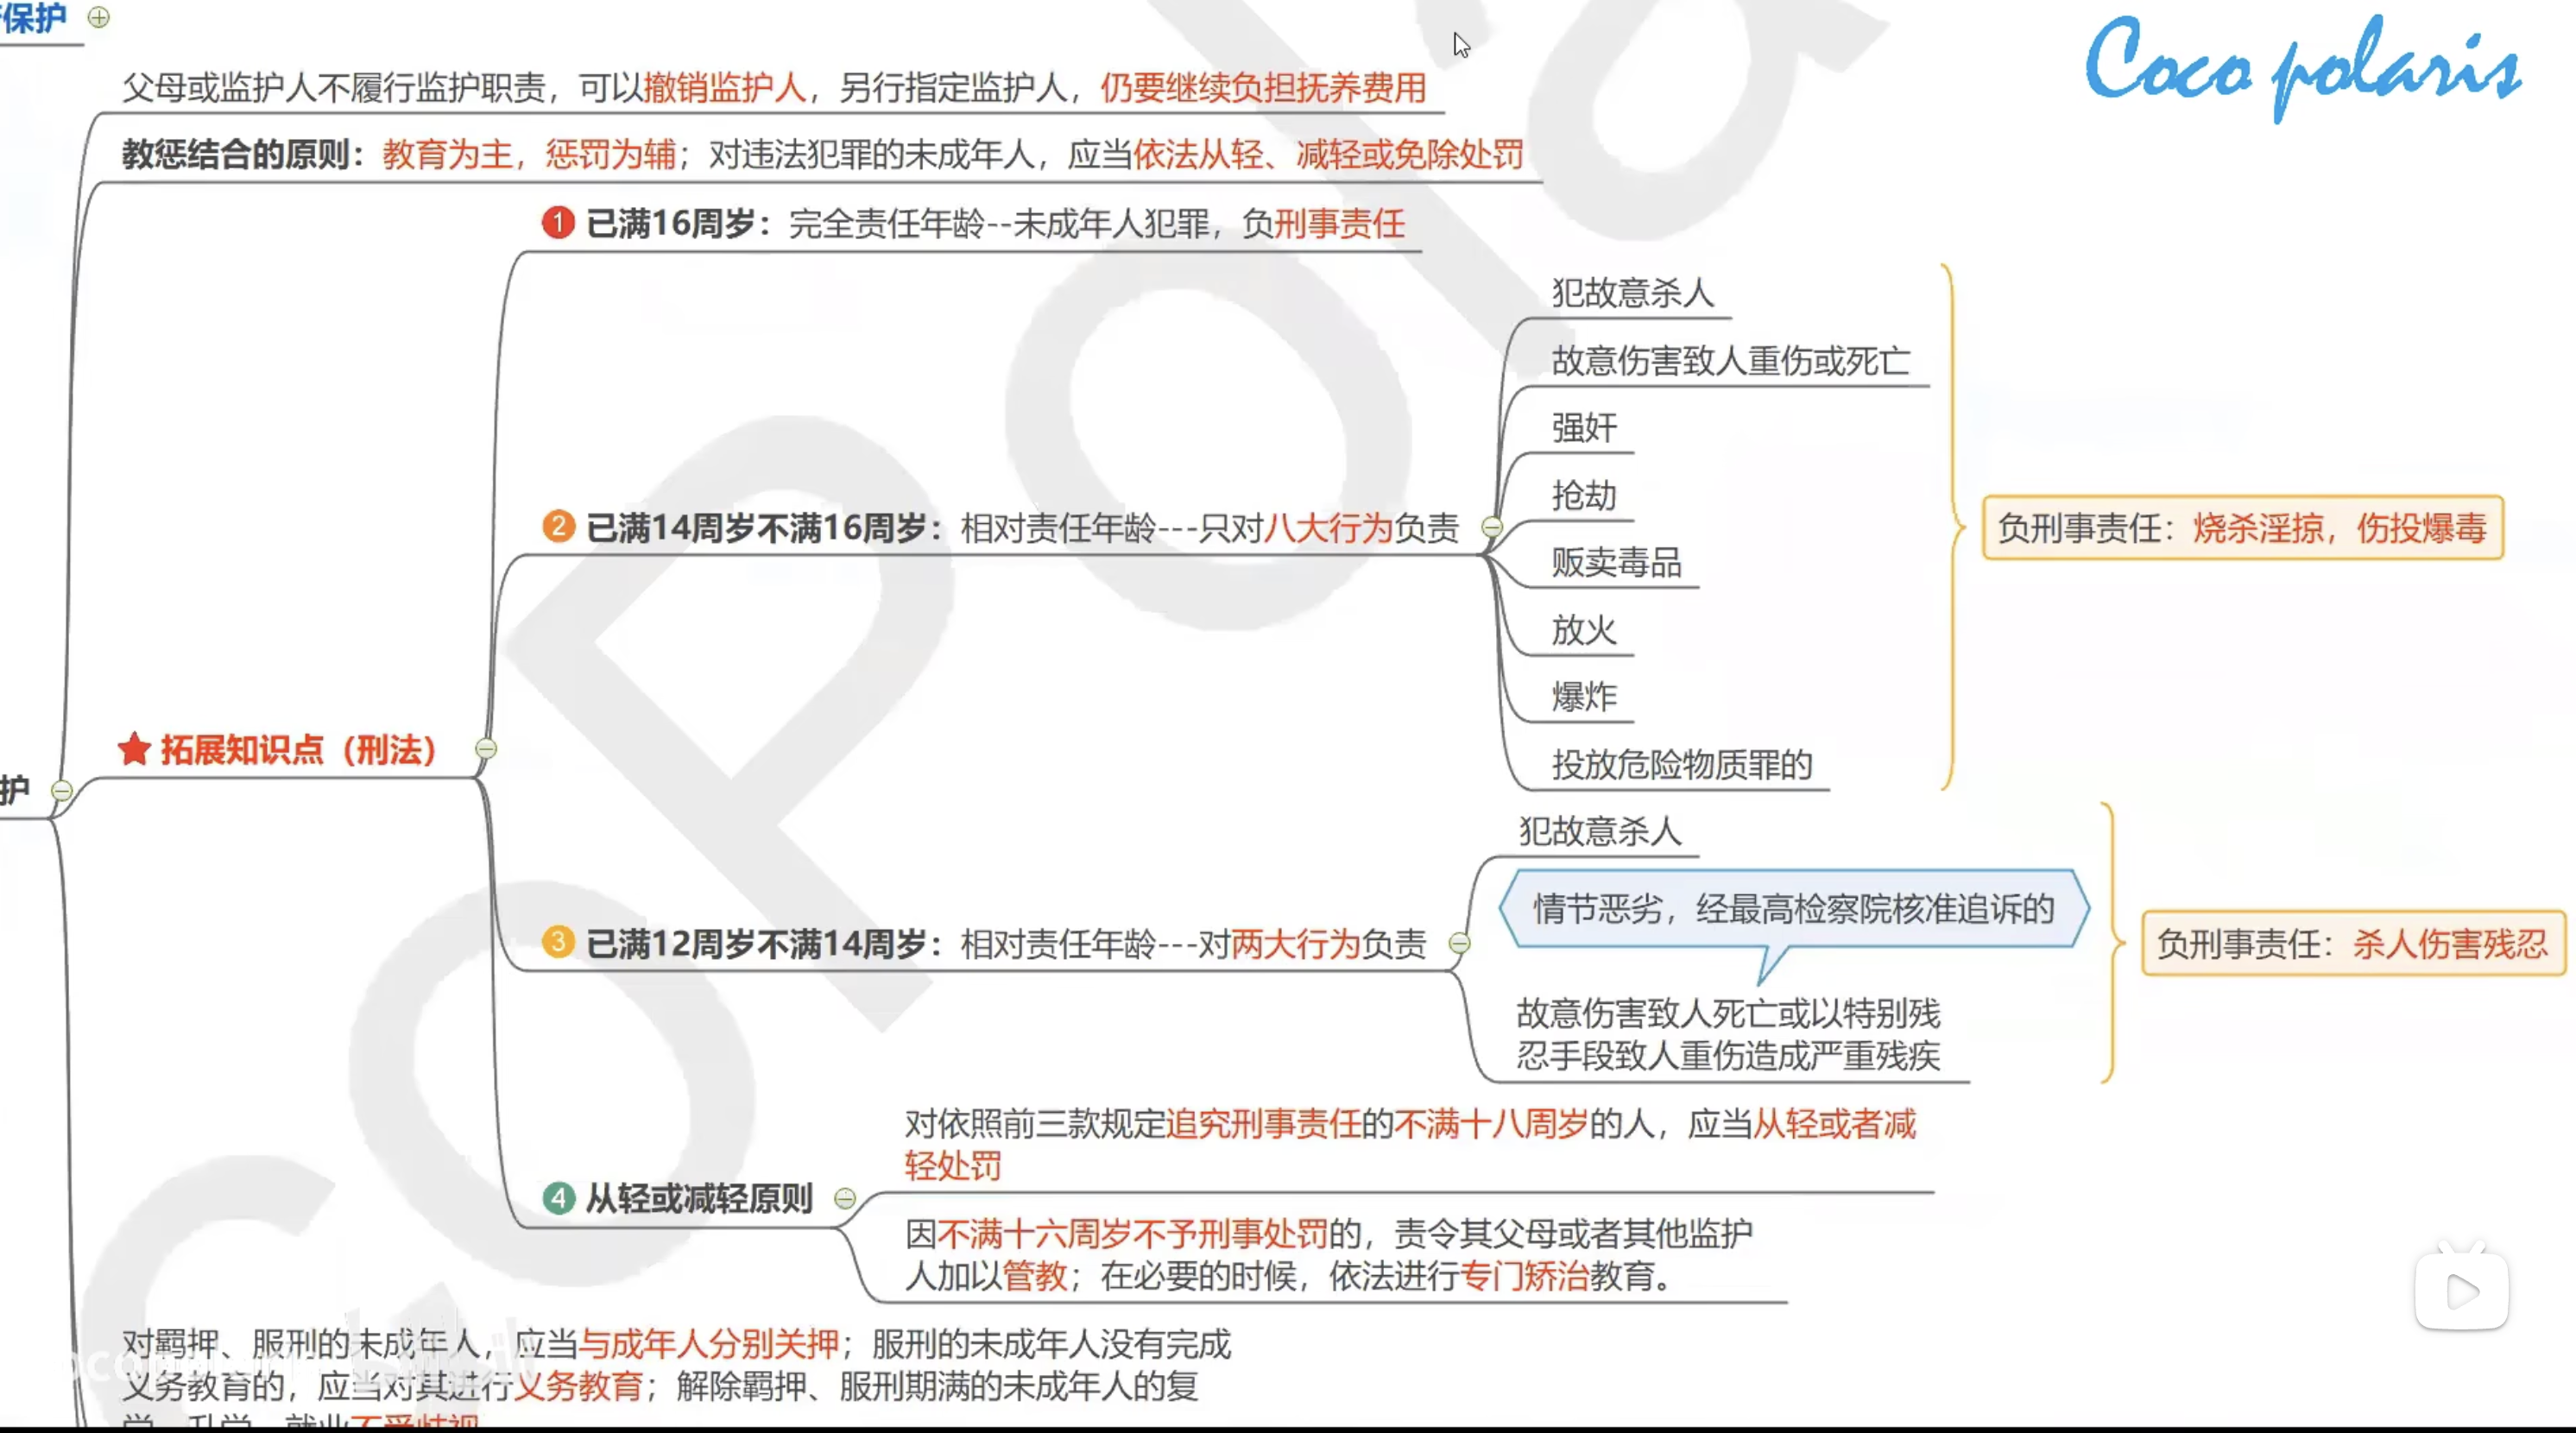 保护
Coco polaris
父母或监护人不履行监护职责，可以撤销监护人，另行指定监护人，仍要继续负担抚养费用
教惩结合的原则：教育为主，惩罚为辅；对违法犯罪的未成年人，应当依法从轻、减轻或免除处罚
1 已满16周岁：完全责任年龄--未成年人犯罪，负刑事责任
犯故意杀人
故意伤害致人重伤或死亡
强奸
抢劫
2 已满14周岁不满16周岁：相对责任年龄---只对八大行为负责
负刑事责任：烧杀淫掠，伤投爆毒
贩卖毒品
放火
爆炸
投放危险物质罪的
拓展知识点（刑法）
护
犯故意杀人
情节恶劣，经最高检察院核准追诉的
3 已满12周岁不满14周岁：相对责任年龄---对两大行为负责
负刑事责任：杀人伤害残忍
故意伤害致人死亡或以特别残
忍手段致人重伤造成严重残疾
对依照前三款规定追究刑事责任的不满十八周岁的人，应当从轻或者减
轻处罚
4 从轻或减轻原则
因不满十六周岁不予刑事处罚的，责令其父母或者其他监护
人加以管教；在必要的时候，依法进行专门矫治教育。
对羁押、服刑的未成年人，应当与成年人分别关押；服刑的未成年人没有完成
义务教育的，应当对其进行义务教育；解除羁押、服刑期满的未成年人的复
学、升学、就业不受歧视